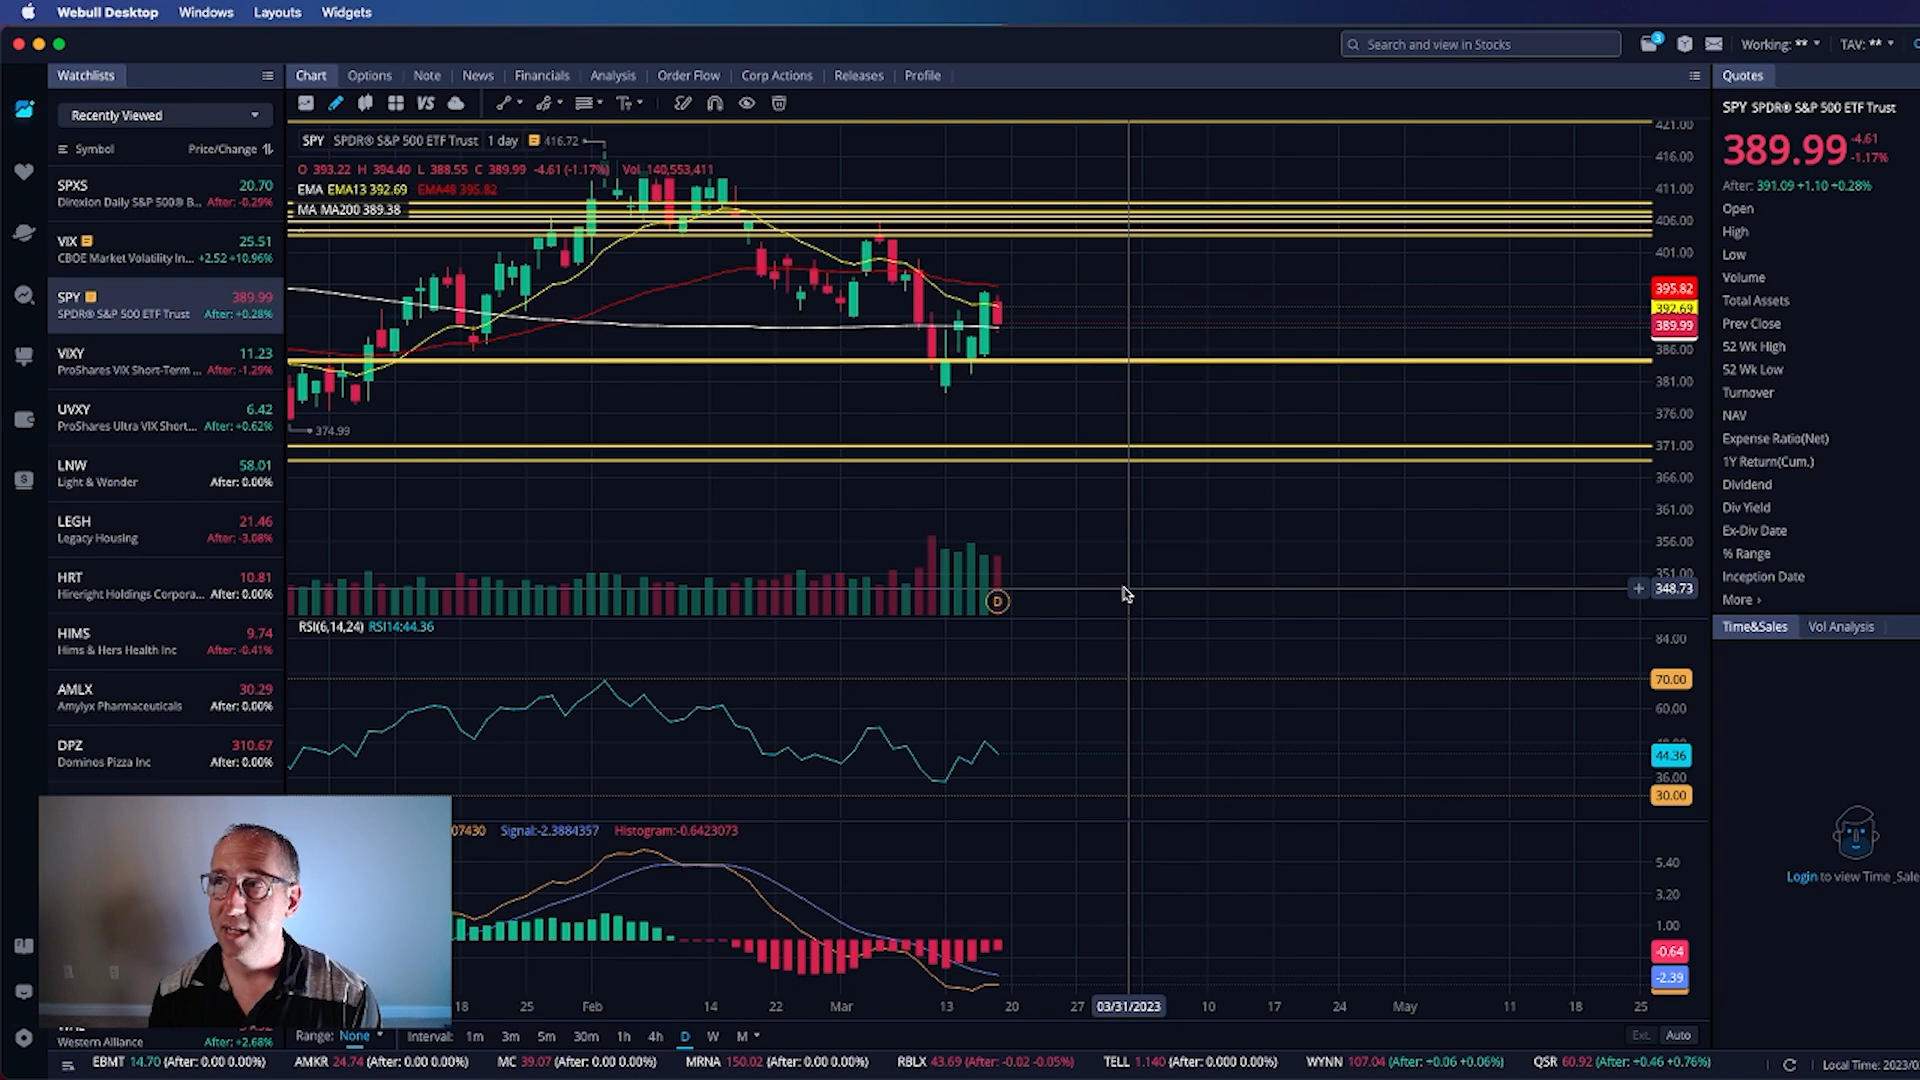 Webull Desktop Windows Layouts Widgets
Search and view in Stocks 3 Working: ** TAV: **
Watchlists Chart Options Note News Financials Analysis Order Flow Corp Actions Releases Profile Quotes
Recently Viewed
Symbol Price/Change
SPXS 20.70
Direxion Daily S&P 500® B... After: -0.29%
VIX 25.51
CBOE Market Volatility In... +2.52 +10.96%
SPY 389.99
SPDR® S&P 500 ETF Trust After: +0.28%
VIXY 11.23
ProShares VIX Short-Term ... After: -1.29%
UVXY 6.42
ProShares Ultra VIX Short... After: +0.62%
LNW 58.01
Light & Wonder After: 0.00%
LEGH 21.46
Legacy Housing After: -3.08%
HRT 10.81
Hireright Holdings Corpora... After: 0.00%
HIMS 9.74
Hims & Hers Health Inc After: -0.41%
AMLX 30.29
Amylyx Pharmaceuticals After: 0.00%
DPZ 310.67
Dominos Pizza Inc After: 0.00%
Western Alliance After: +2.68%
VS
SPY SPDR® S&P 500 ETF Trust 1 day 416.72
O 393.22 H 394.40 L 388.55 C 389.99 -4.61 (-1.17%) Vol 140,553,411
EMA EMA13 392.69 EMA48 395.82
MA MA200 389.38
374.99
421.00
416.00
411.00
406.00
401.00
395.82
392.69
389.99
386.00
381.00
376.00
371.00
366.00
361.00
356.00
351.00
348.73
D
RSI(6,14,24) RSI14:44.36
84.00
70.00
60.00
44.36
36.00
30.00
07430 Signal:-2.3884357 Histogram:-0.6423073
5.40
3.20
1.00
-0.64
-2.39
18 25 Feb 14 22 Mar 13 20 27 03/31/2023 10 17 24 May 11 18 25
Range: None Interval: 1m 3m 5m 30m 1h 4h D W M Ext. Auto
SPY SPDR® S&P 500 ETF Trust
389.99 -4.61
-1.17%
After: 391.09 +1.10 +0.28%
Open
High
Low
Volume
Total Assets
Prev Close
52 Wk High
52 Wk Low
Turnover
NAV
Expense Ratio(Net)
1Y Return(Cum.)
Dividend
Div Yield
Ex-Div Date
% Range
Inception Date
More
Time&Sales Vol Analysis
Login to view Time_Sale
EBMT 14.70 (After: 0.00 0.00%) AMKR 24.74 (After: 0.00 0.00%) MC 39.07 (After: 0.00 0.00%) MRNA 150.02 (After: 0.00 0.00%) RBLX 43.69 (After: -0.02 -0.05%) TELL 1.140 (After: 0.000 0.00%) WYNN 107.04 (After: +0.06 +0.06%) QSR 60.92 (After: +0.46 +0.76%) Local Time: 2023/0